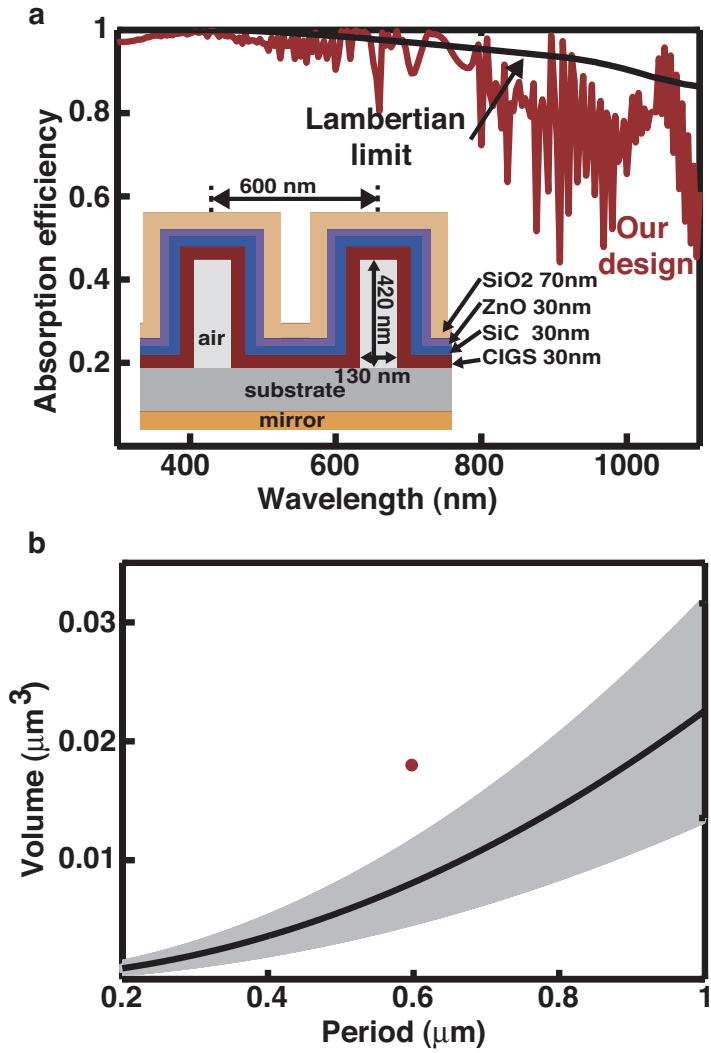 a
1
0.8
0.6
0.4
0.2
Absorption efficiency
Lambertian
limit
600 nm
Our
design
SiO2 70nm
ZnO 30nm
SiC 30nm
CIGS 30nm
420 nm
air
130 nm
substrate
mirror
400
600
800
1000
Wavelength (nm)
b
0.03
0.02
0.01
Volume (μm³)
0.2
0.4
0.6
0.8
1
Period (μm)